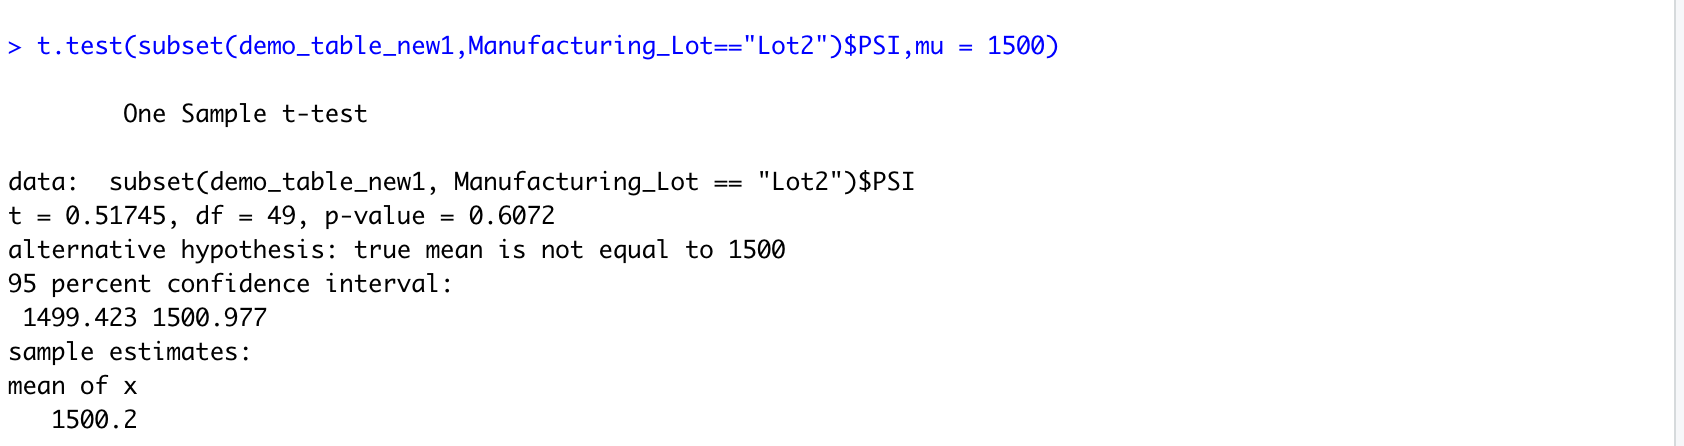 > t.test(subset(demo_table_new1,Manufacturing_Lot=="Lot2")$PSI,mu = 1500)
One Sample t-test
data:  subset(demo_table_new1, Manufacturing_Lot == "Lot2")$PSI
t = 0.51745, df = 49, p-value = 0.6072
alternative hypothesis: true mean is not equal to 1500
95 percent confidence interval:
1499.423 1500.977
sample estimates:
mean of x
1500.2